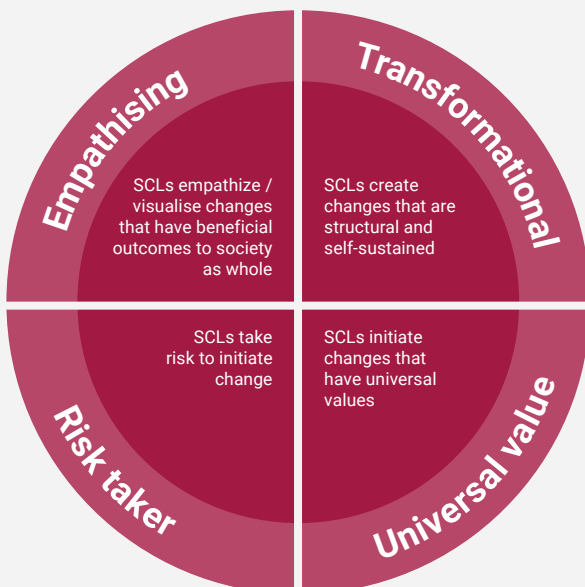 Empathising
SCLs empathize /
visualise changes
that have beneficial
outcomes to society
as whole
Transformational
SCLs create
changes that are
structural and
self-sustained
Risk taker
SCLs take
risk to initiate
change
Universal value
SCLs initiate
changes that
have universal
values